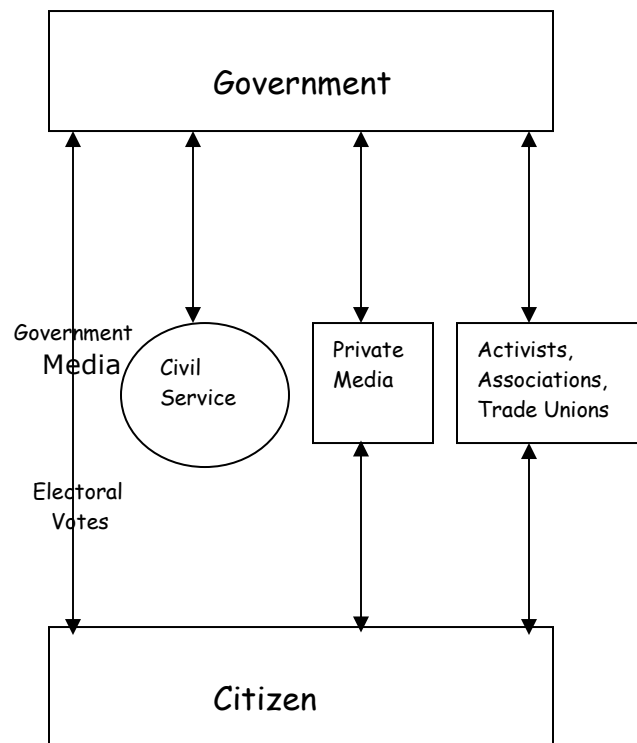 Government
Government
Media
Civil
Service
Private
Media
Activists,
Associations,
Trade Unions
Electoral
Votes
Citizen